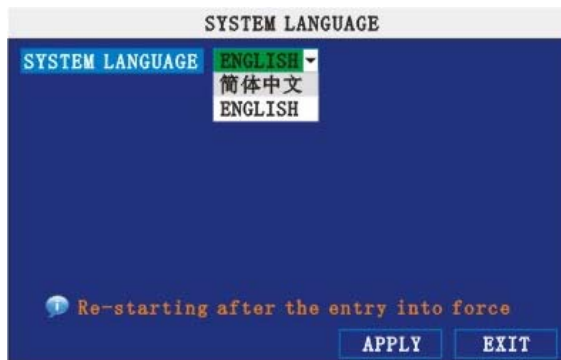 SYSTEM LANGUAGE
SYSTEM LANGUAGE ENGLISH
简体中文
ENGLISH
Re-starting after the entry into force
APPLY EXIT